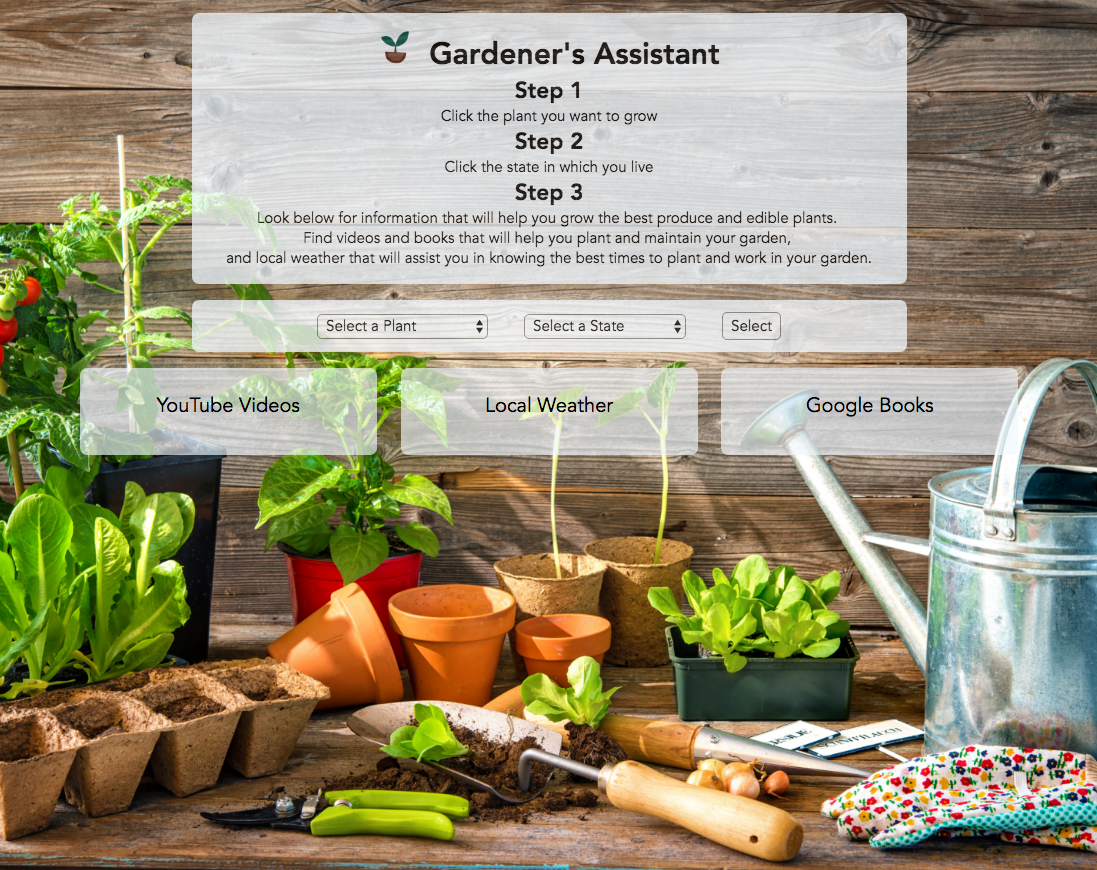 Gardener's Assistant
Step 1
Click the plant you want to grow
Step 2
Click the state in which you live
Step 3
Look below for information that will help you grow the best produce and edible plants.
Find videos and books that will help you plant and maintain your garden,
and local weather that will assist you in knowing the best times to plant and work in your garden.
Select a Plant Select a State Select
YouTube Videos Local Weather Google Books